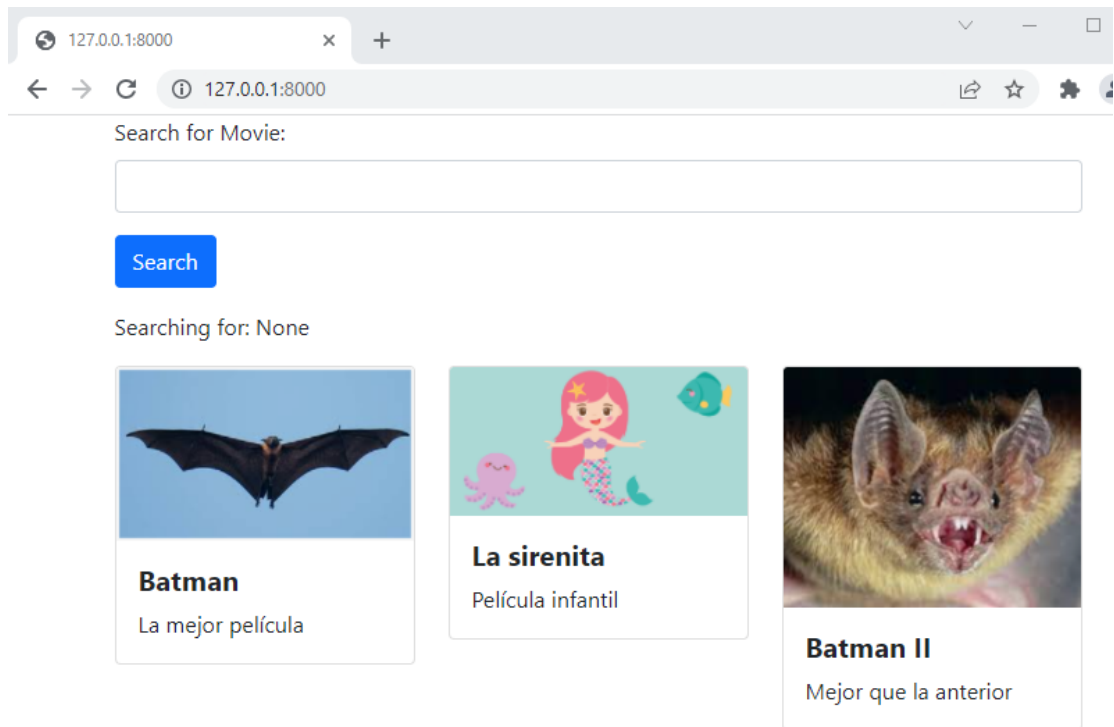 127.0.0.1:8000
127.0.0.1:8000
Search for Movie:
Search
Searching for: None
Batman
La mejor película
La sirenita
Película infantil
Batman II
Mejor que la anterior